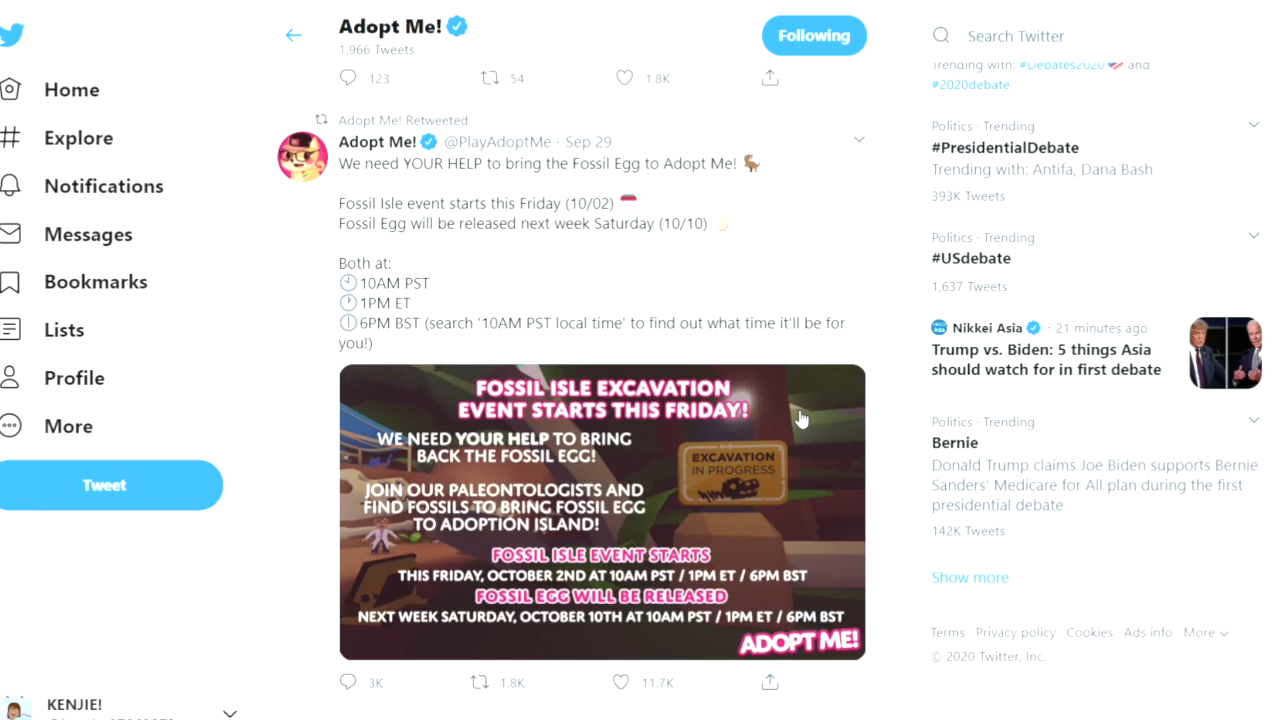 Home
Explore
Notifications
Messages
Bookmarks
Lists
Profile
More
Tweet
KENJIE!
Adopt Me!
1,966 Tweets
Following
123 54 1.8K
Adopt Me! Retweeted
Adopt Me! @PlayAdoptMe · Sep 29
We need YOUR HELP to bring the Fossil Egg to Adopt Me!
Fossil Isle event starts this Friday (10/02)
Fossil Egg will be released next week Saturday (10/10)
Both at:
10AM PST
1PM ET
6PM BST (search '10AM PST local time' to find out what time it'll be for
you!)
FOSSIL ISLE EXCAVATION
EVENT STARTS THIS FRIDAY!
WE NEED YOUR HELP TO BRING
BACK THE FOSSIL EGG!
EXCAVATION
IN PROGRESS
JOIN OUR PALEONTOLOGISTS AND
FIND FOSSILS TO BRING FOSSIL EGG
TO ADOPTION ISLAND!
FOSSIL ISLE EVENT STARTS
THIS FRIDAY, OCTOBER 2ND AT 10AM PST / 1PM ET / 6PM BST
FOSSIL EGG WILL BE RELEASED
NEXT WEEK SATURDAY, OCTOBER 10TH AT 10AM PST / 1PM ET / 6PM BST
ADOPT ME!
3K 1.8K 11.7K
Search Twitter
Trending with: #Debates2020 and
#2020debate
Politics · Trending
#PresidentialDebate
Trending with: Antifa, Dana Bash
393K Tweets
Politics · Trending
#USdebate
1,637 Tweets
Nikkei Asia · 21 minutes ago
Trump vs. Biden: 5 things Asia
should watch for in first debate
Politics · Trending
Bernie
Donald Trump claims Joe Biden supports Bernie
Sanders' Medicare for All plan during the first
presidential debate
142K Tweets
Show more
Terms Privacy policy Cookies Ads info More
© 2020 Twitter, Inc.